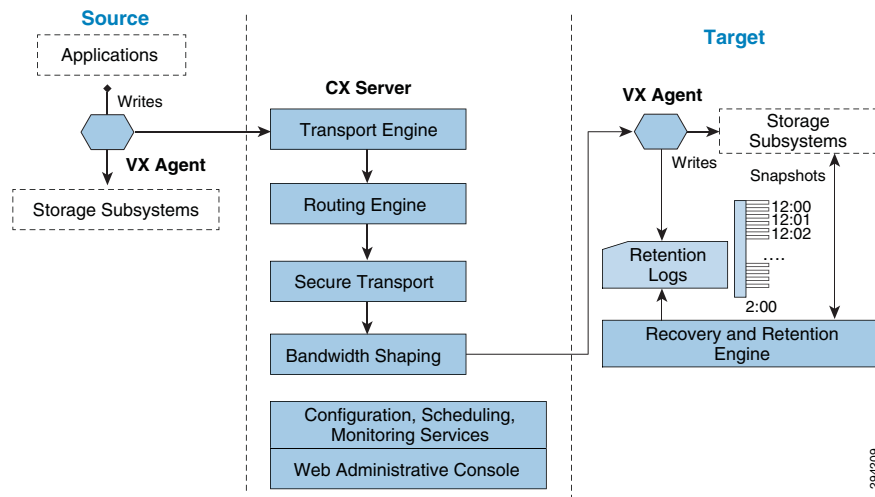 Source
Applications
Writes
VX Agent
Storage Subsystems
CX Server
Transport Engine
Routing Engine
Secure Transport
Bandwidth Shaping
Configuration, Scheduling,
Monitoring Services
Web Administrative Console
Target
VX Agent
Storage
Subsystems
Writes
Snapshots
12:00
12:01
12:02
....
2:00
Retention
Logs
Recovery and Retention
Engine
294209